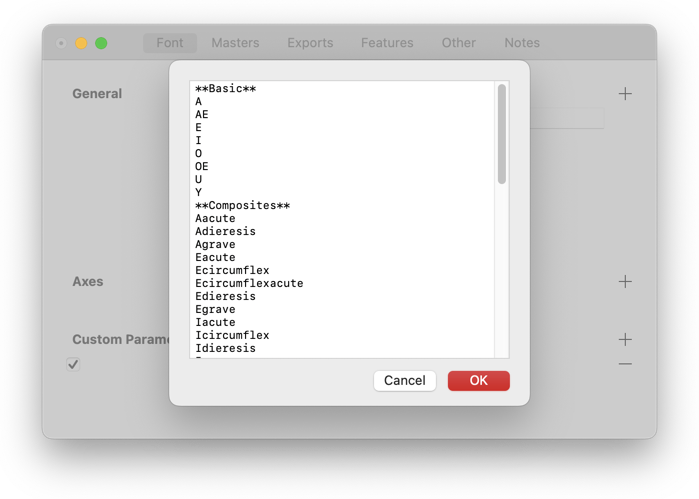 Font Masters Exports Features Other Notes
General
**Basic**
A
AE
E
I
O
OE
U
Y
**Composites**
Aacute
Adieresis
Agrave
Eacute
Ecircumflex
Ecircumflexacute
Edieresis
Egrave
Iacute
Icircumflex
Idieresis
Axes
Custom Parame
Cancel OK